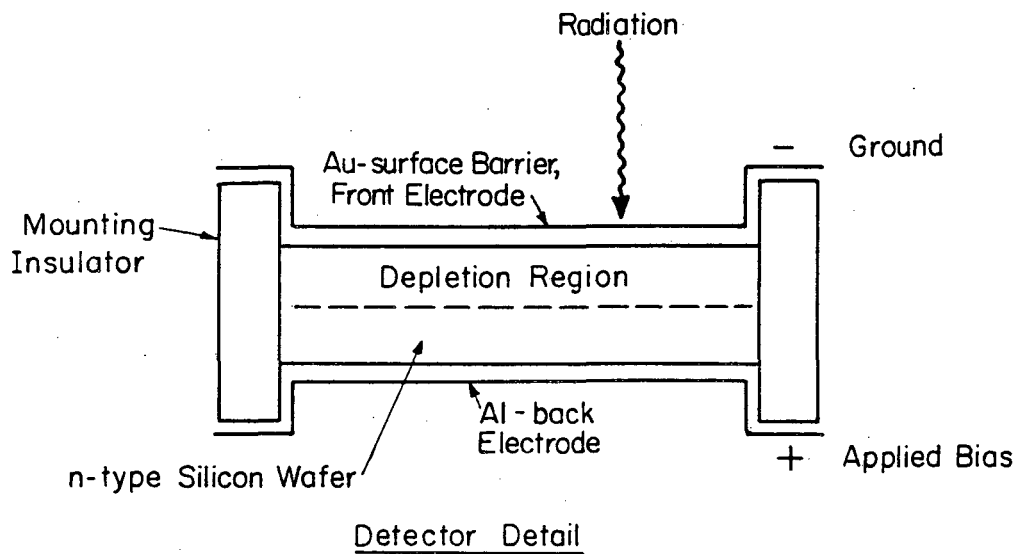 Radiation
Au-surface Barrier,
Front Electrode
- Ground
Mounting
Insulator
Depletion Region
Al-back
Electrode
+ Applied Bias
n-type Silicon Wafer
Detector Detail